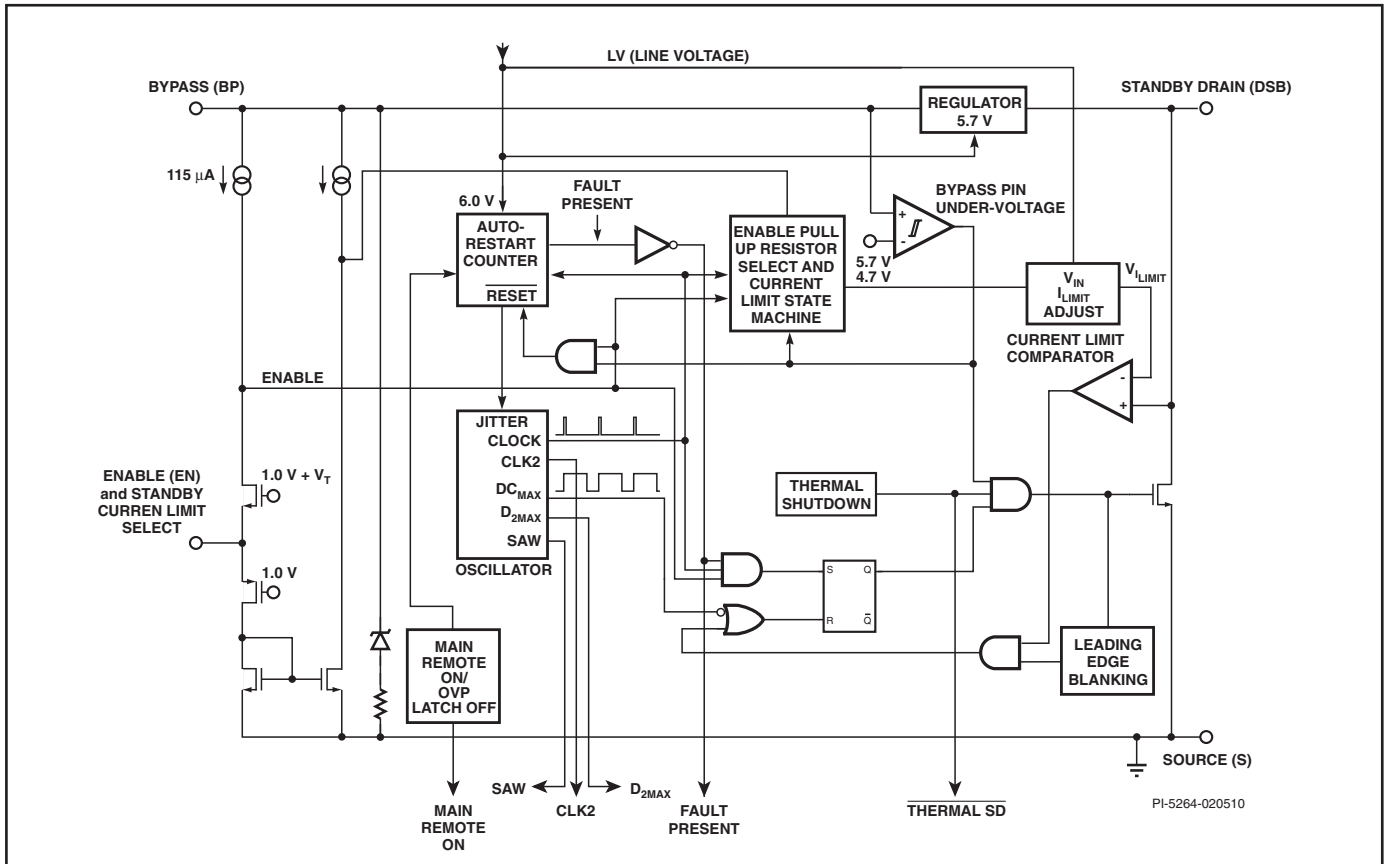 LV (LINE VOLTAGE)
BYPASS (BP)
REGULATOR
5.7 V
STANDBY DRAIN (DSB)
115 µA
6.0 V
FAULT
PRESENT
AUTO-
RESTART
COUNTER
RESET
ENABLE PULL
UP RESISTOR
SELECT AND
CURRENT
LIMIT STATE
MACHINE
BYPASS PIN
UNDER-VOLTAGE
+
-
5.7 V
4.7 V
V_IN
I_LIMIT
ADJUST
V_ILIMIT
CURRENT LIMIT
COMPARATOR
-
+
ENABLE
JITTER
CLOCK
CLK2
DC_MAX
D_2MAX
SAW
OSCILLATOR
1.0 V + V_T
ENABLE (EN)
and STANDBY
CURREN LIMIT
SELECT
1.0 V
THERMAL
SHUTDOWN
S Q
R Q̅
MAIN
REMOTE
ON/
OVP
LATCH OFF
LEADING
EDGE
BLANKING
SOURCE (S)
SAW
CLK2
D_2MAX
MAIN
REMOTE
ON
FAULT
PRESENT
THERMAL SD
PI-5264-020510